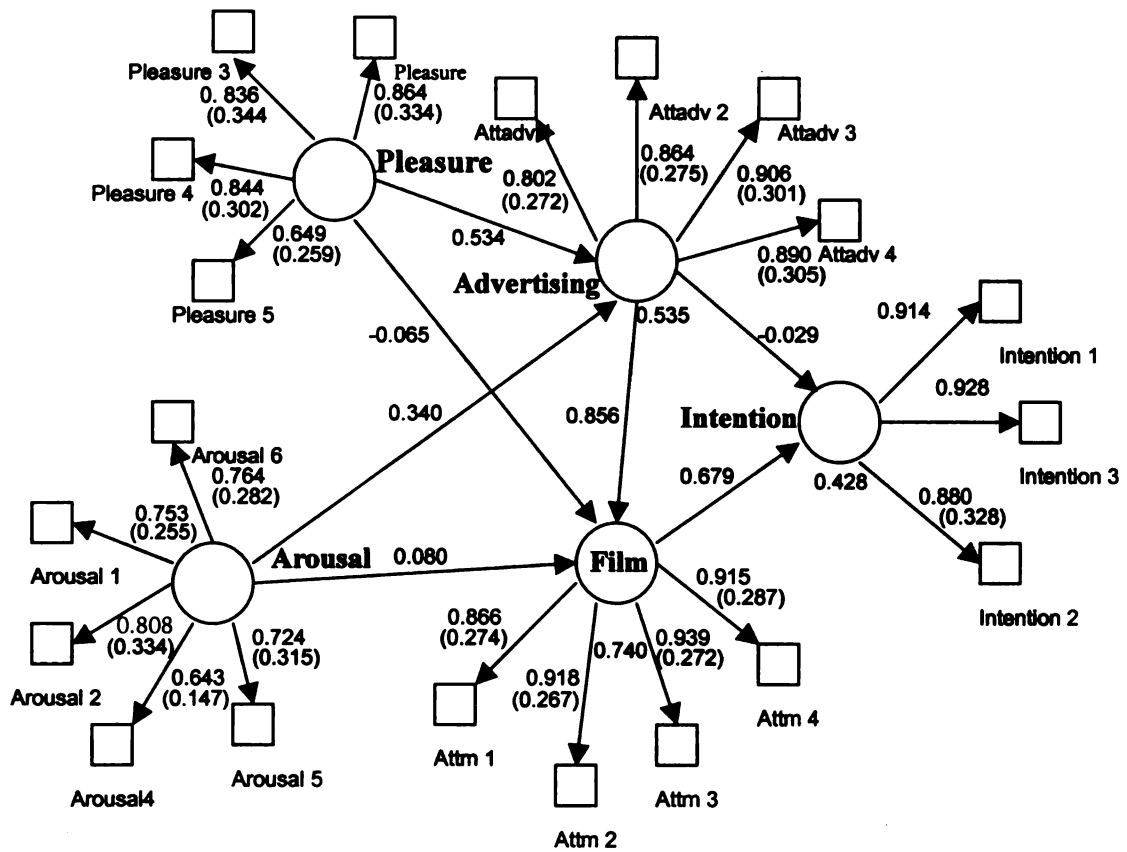 Pleasure 3
0. 836
(0.344
Pleasure
0.864
(0.334)
Pleasure 4
0.844
(0.302)
Pleasure
0.649
(0.259)
Pleasure 5
Attadv
0.802
(0.272)
Attadv 2
0.864
(0.275)
Attadv 3
0.906
(0.301)
0.890
(0.305)
Attadv 4
0.534
Advertising
0.535
-0.065
-0.029
0.340
0.856
0.914
Intention 1
0.928
Intention 3
Intention
0.428
0.880
(0.328)
Intention 2
0.679
Arousal 6
0.764
(0.282)
0.753
(0.255)
Arousal 1
Arousal
0.080
Film
0.808
(0.334)
Arousal 2
0.643
(0.147)
Arousal4
0.724
(0.315)
Arousal 5
0.866
(0.274)
Attm 1
0.918
(0.267)
Attm 2
0.740
0.939
(0.272)
Attm 3
0.915
(0.287)
Attm 4